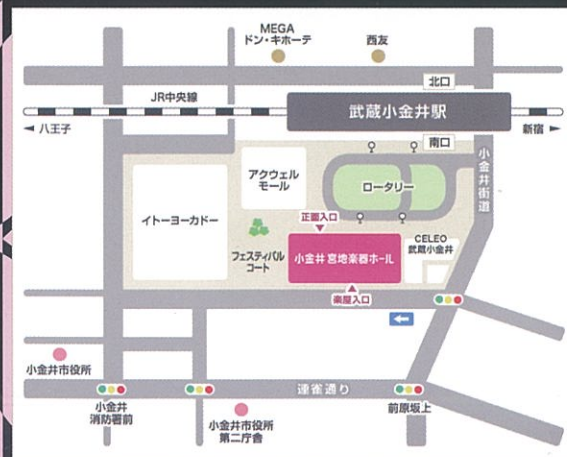 MEGA
ドン・キホーテ
西友
北口
JR中央線
武蔵小金井駅
◀ 八王子
新宿 ▶
南口
小金井街道
アクウェル
モール
ロータリー
イトーヨーカドー
正面入口
フェスティバル
コート
小金井 宮地楽器ホール
CELEO
武蔵小金井
楽屋入口
小金井市役所
連雀通り
小金井
消防署前
前原坂上
小金井市役所
第二庁舎